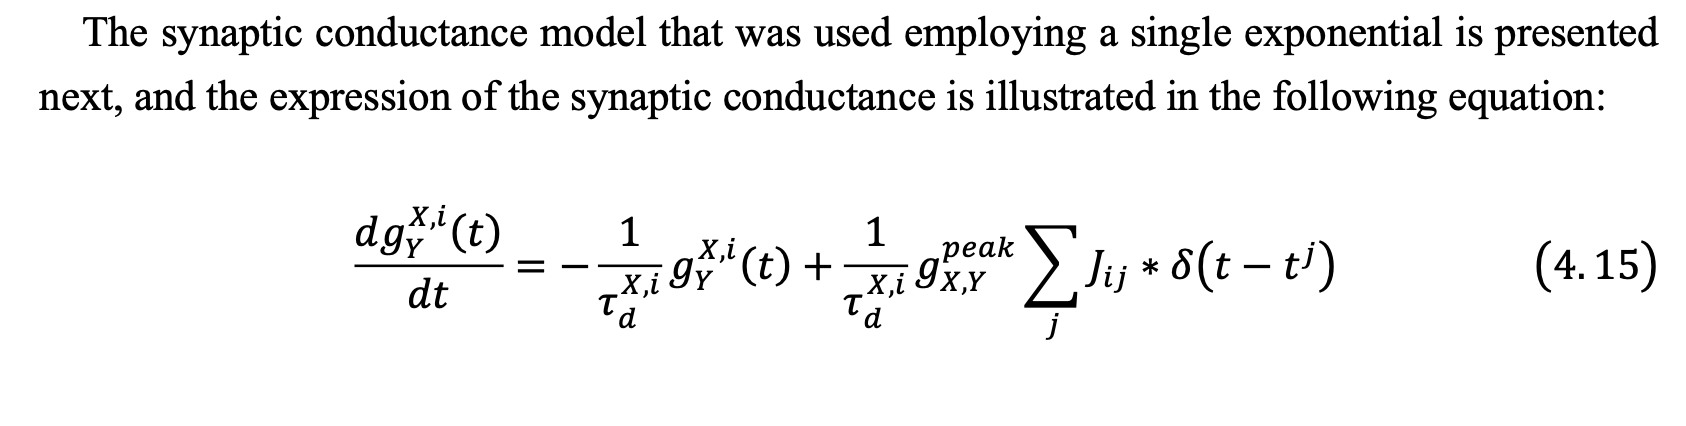 The synaptic conductance model that was used employing a single exponential is presented
next, and the expression of the synaptic conductance is illustrated in the following equation:
$$\frac{dg_Y^{X,i}(t)}{dt} = -\frac{1}{\tau_d^{X,i}} g_Y^{X,i}(t) + \frac{1}{\tau_d^{X,i}} g_{X,Y}^{peak} \sum_j J_{ij} * \delta(t - t^j) \qquad (4.15)$$